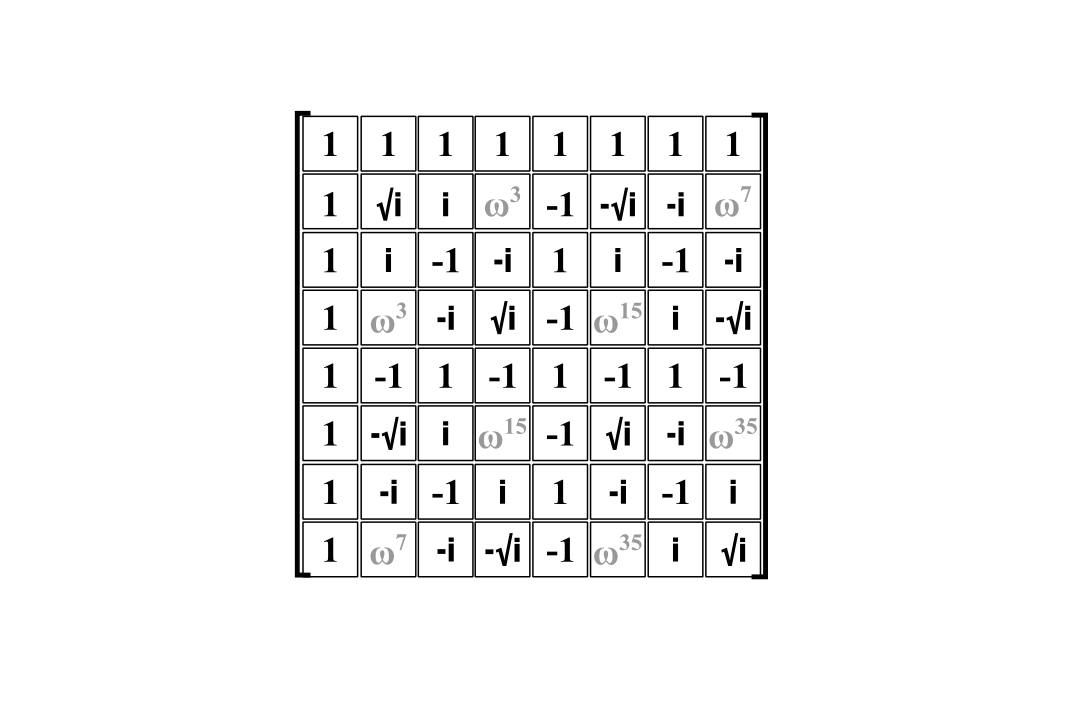 1 1 1 1 1 1 1 1
1 √i i ω³ -1 -√i -i ω⁷
1 i -1 -i 1 i -1 -i
1 ω³ -i √i -1 ω¹⁵ i -√i
1 -1 1 -1 1 -1 1 -1
1 -√i i ω¹⁵ -1 √i -i ω³⁵
1 -i -1 i 1 -i -1 i
1 ω⁷ -i -√i -1 ω³⁵ i √i